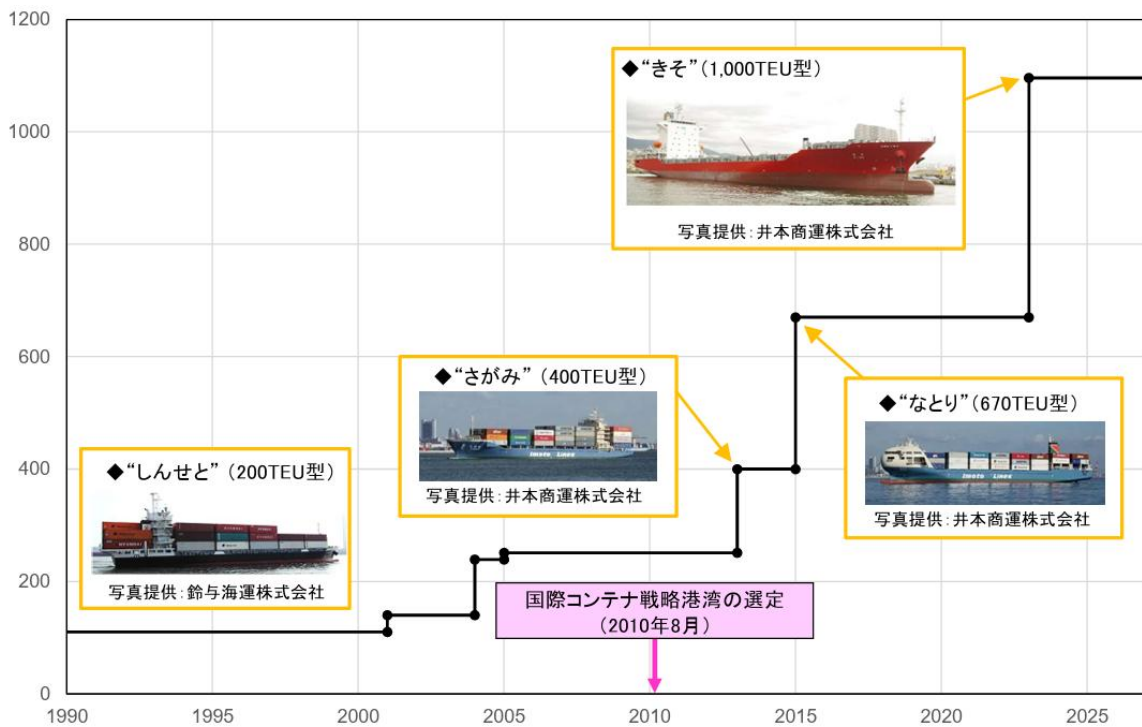 1200
1000
800
600
400
200
0
1990
1995
2000
2005
2010
2015
2020
2025
◆“きそ”（1,000TEU型）
写真提供：井本商運株式会社
◆“さがみ”（400TEU型）
IMOTO LINES
写真提供：井本商運株式会社
◆“なとり”（670TEU型）
IMOTO LINES
写真提供：井本商運株式会社
◆“しんせと”（200TEU型）
写真提供：鈴与海運株式会社
国際コンテナ戦略港湾の選定
（2010年8月）